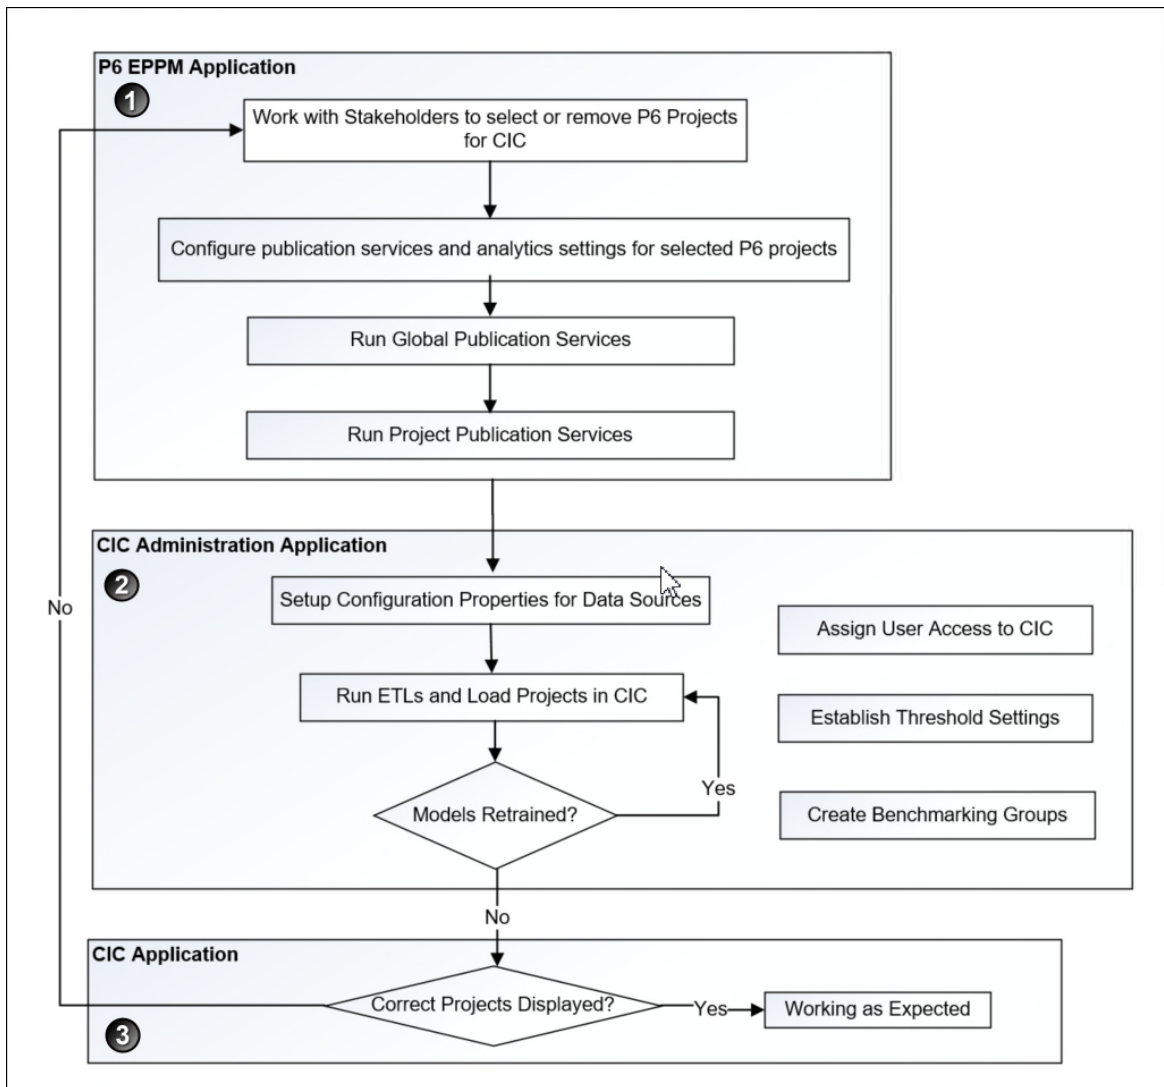 P6 EPPM Application
1
Work with Stakeholders to select or remove P6 Projects
for CIC
Configure publication services and analytics settings for selected P6 projects
Run Global Publication Services
Run Project Publication Services
CIC Administration Application
2
Setup Configuration Properties for Data Sources
No
Assign User Access to CIC
Run ETLs and Load Projects in CIC
Establish Threshold Settings
Yes
Models Retrained?
Create Benchmarking Groups
No
CIC Application
Correct Projects Displayed?
Yes
Working as Expected
3